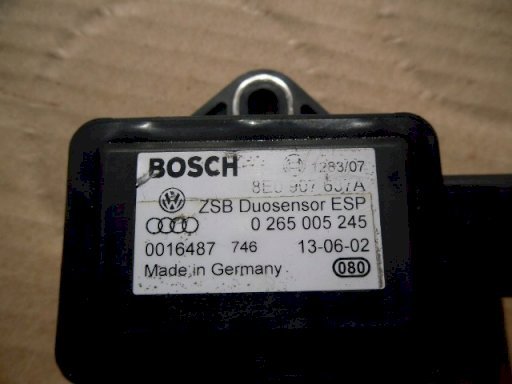 BOSCH 1283/07
8E0 907 637A
ZSB Duosensor ESP
0 265 005 245
0016487 746 13-06-02
Made in Germany 080